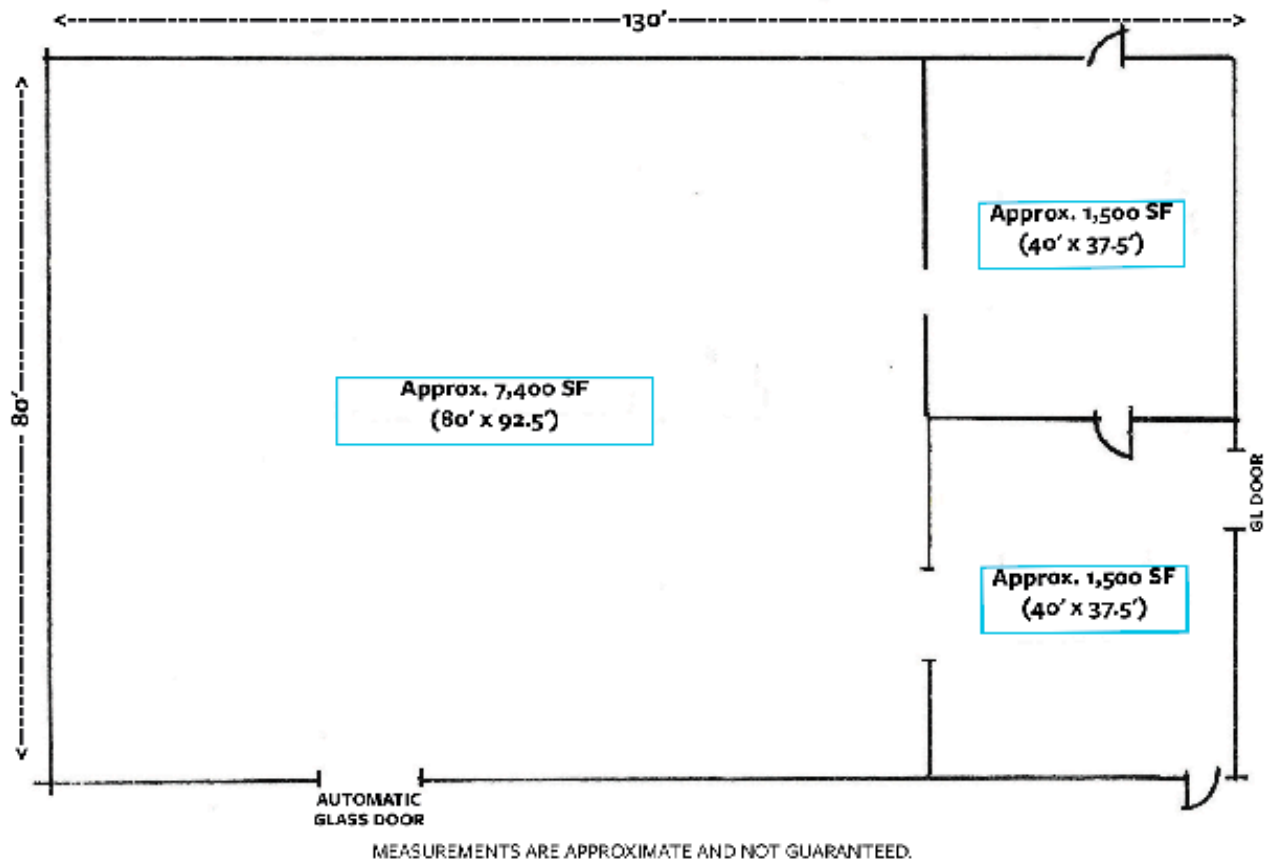 130'
Approx. 1,500 SF
(40' x 37.5')
80'
Approx. 7,400 SF
(80' x 92.5')
GL DOOR
Approx. 1,500 SF
(40' x 37.5')
AUTOMATIC
GLASS DOOR
MEASUREMENTS ARE APPROXIMATE AND NOT GUARANTEED.